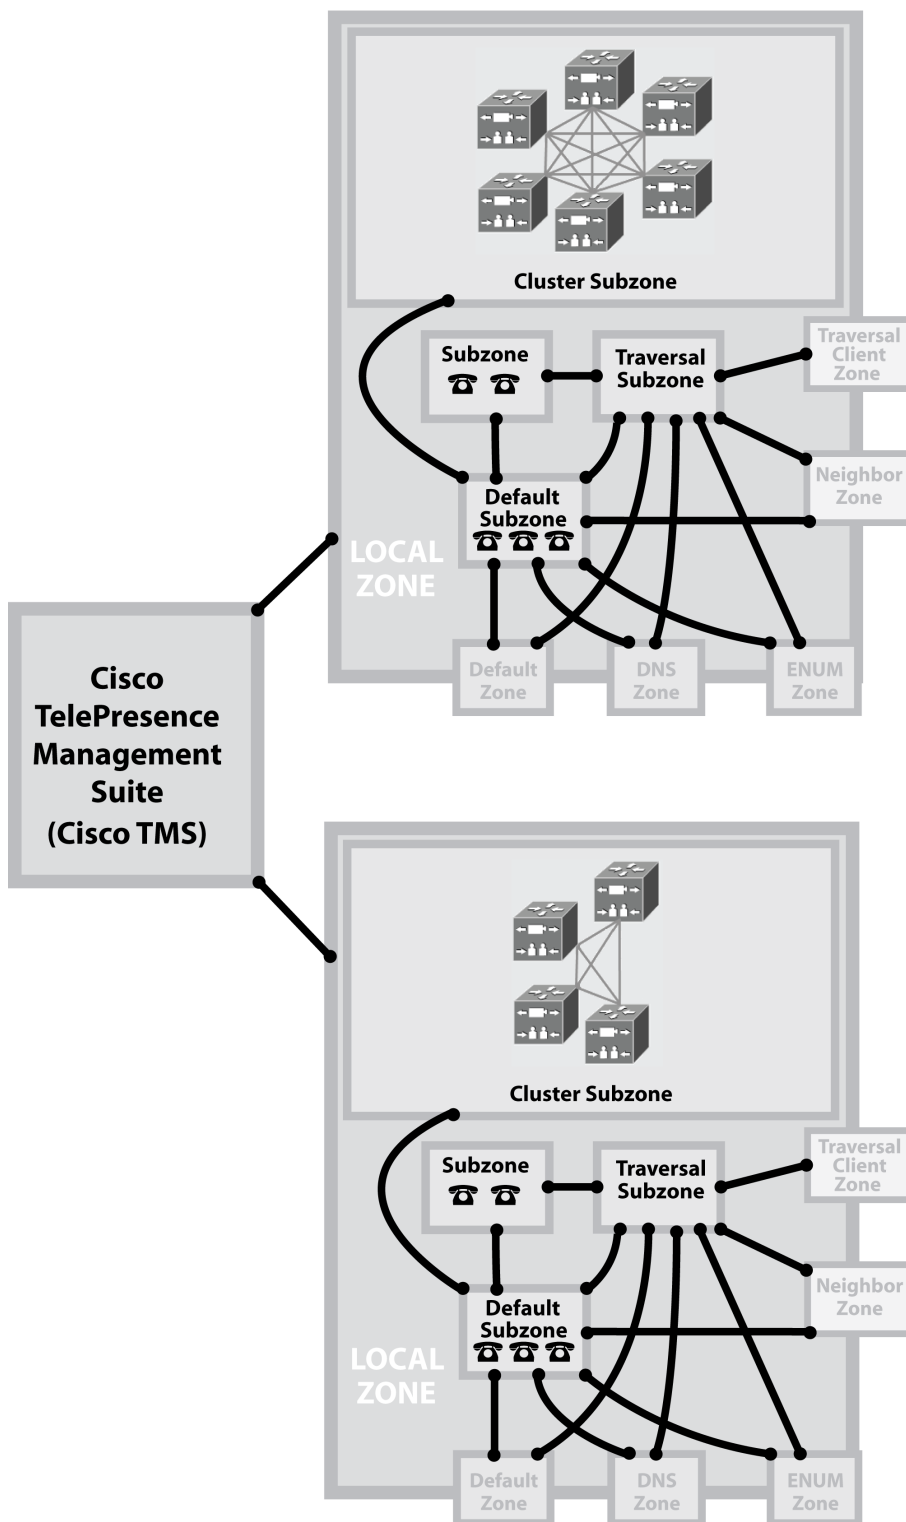 Cluster Subzone
Subzone
Traversal
Subzone
Traversal
Client
Zone
Default
Subzone
Neighbor
Zone
LOCAL
ZONE
Default
Zone
DNS
Zone
ENUM
Zone
Cisco
TelePresence
Management
Suite
(Cisco TMS)
Cluster Subzone
Subzone
Traversal
Subzone
Traversal
Client
Zone
Default
Subzone
Neighbor
Zone
LOCAL
ZONE
Default
Zone
DNS
Zone
ENUM
Zone